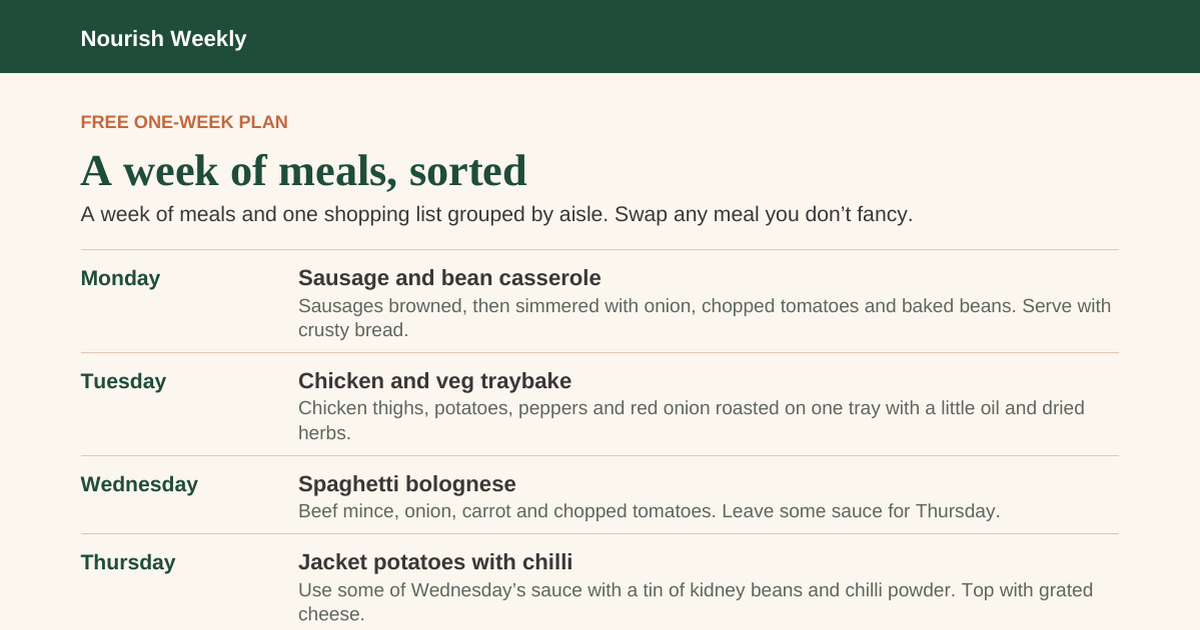 Nourish Weekly
FREE ONE-WEEK PLAN
A week of meals, sorted
A week of meals and one shopping list grouped by aisle. Swap any meal you don’t fancy.
Monday
Sausage and bean casserole
Sausages browned, then simmered with onion, chopped tomatoes and baked beans. Serve with
crusty bread.
Tuesday
Chicken and veg traybake
Chicken thighs, potatoes, peppers and red onion roasted on one tray with a little oil and dried
herbs.
Wednesday
Spaghetti bolognese
Beef mince, onion, carrot and chopped tomatoes. Leave some sauce for Thursday.
Thursday
Jacket potatoes with chilli
Use some of Wednesday’s sauce with a tin of kidney beans and chilli powder. Top with grated
cheese.